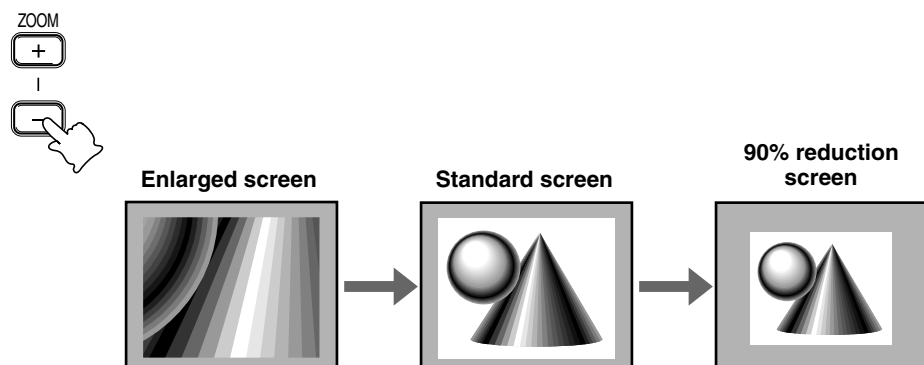 ZOOM
+
−
Enlarged screen
Standard screen
90% reduction
screen